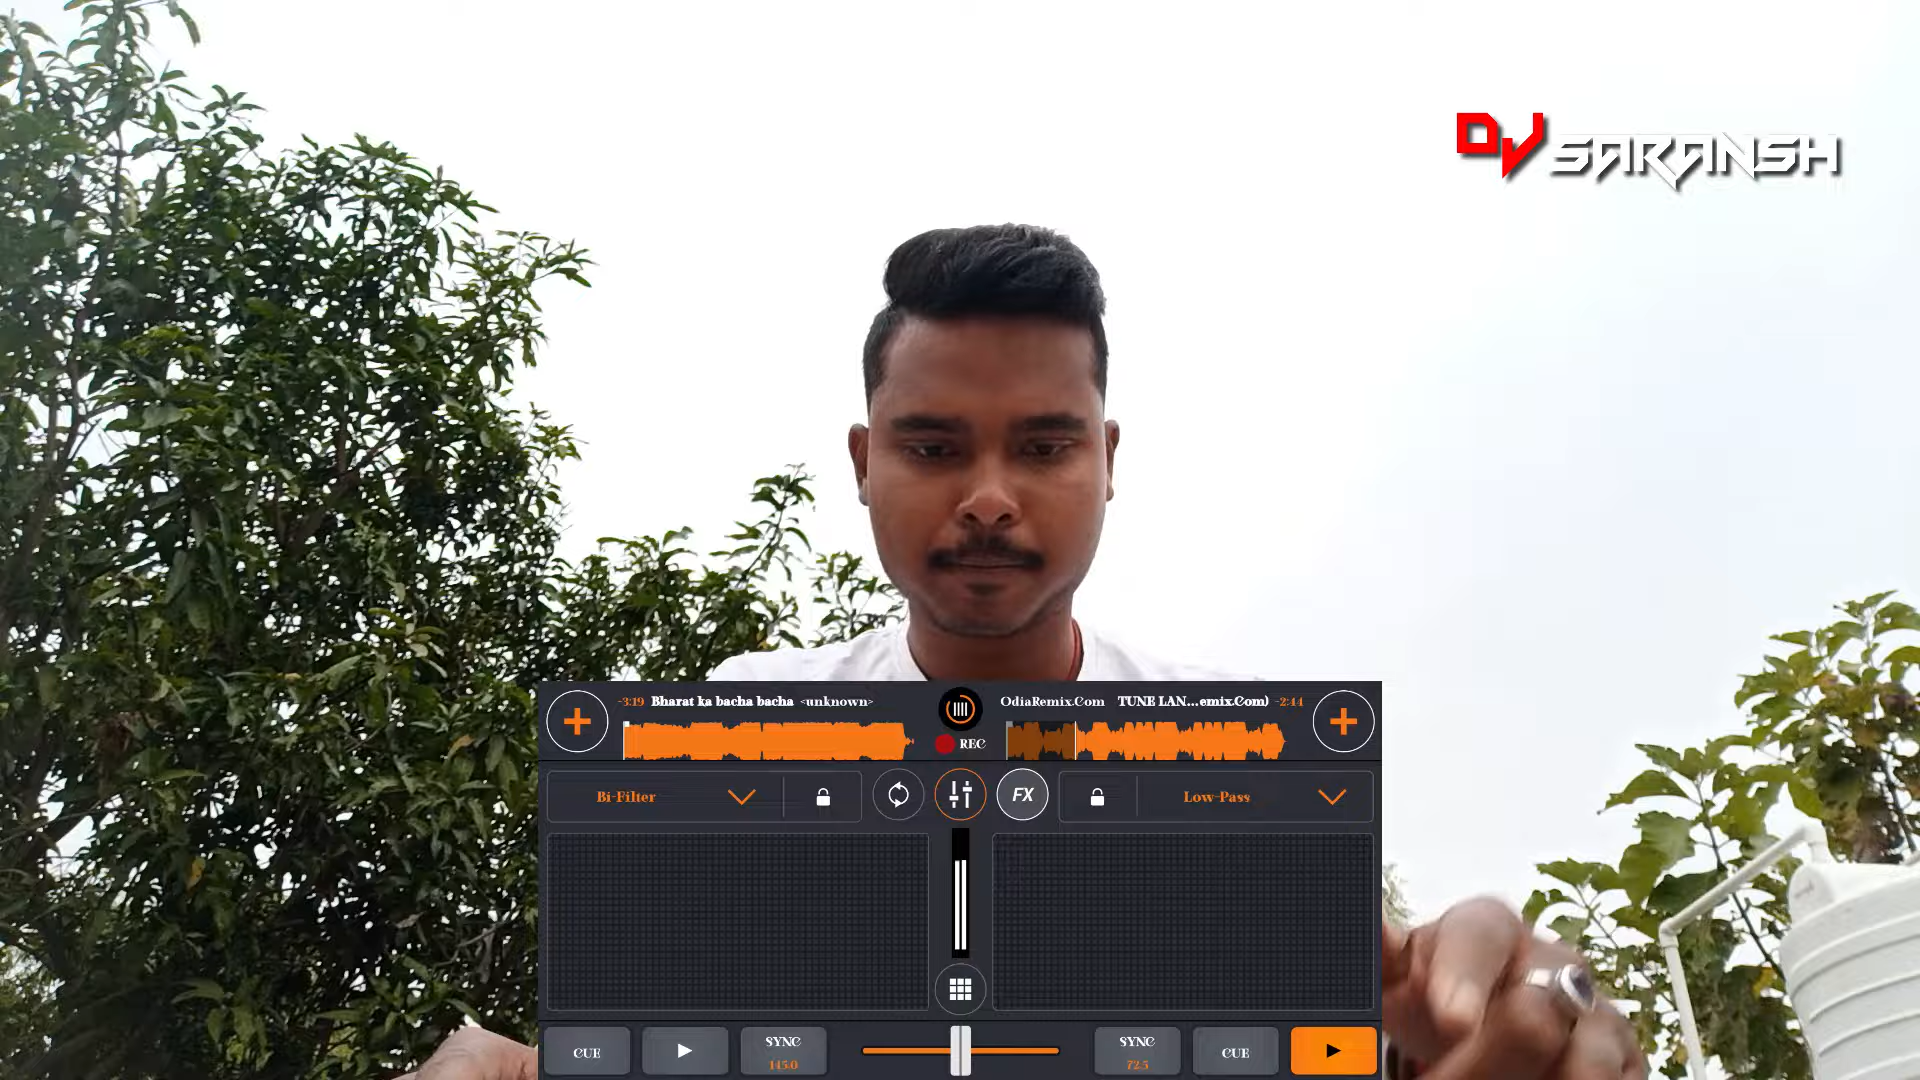 DJ SARANSH
-3:19 Bharat ka bacha bacha <unknown>
OdiaRemix.Com TUNE LAN...emix.Com) -2:44
REC
Bi-Filter
FX
Low-Pass
CUE
SYNC
145.0
SYNC
72.5
CUE